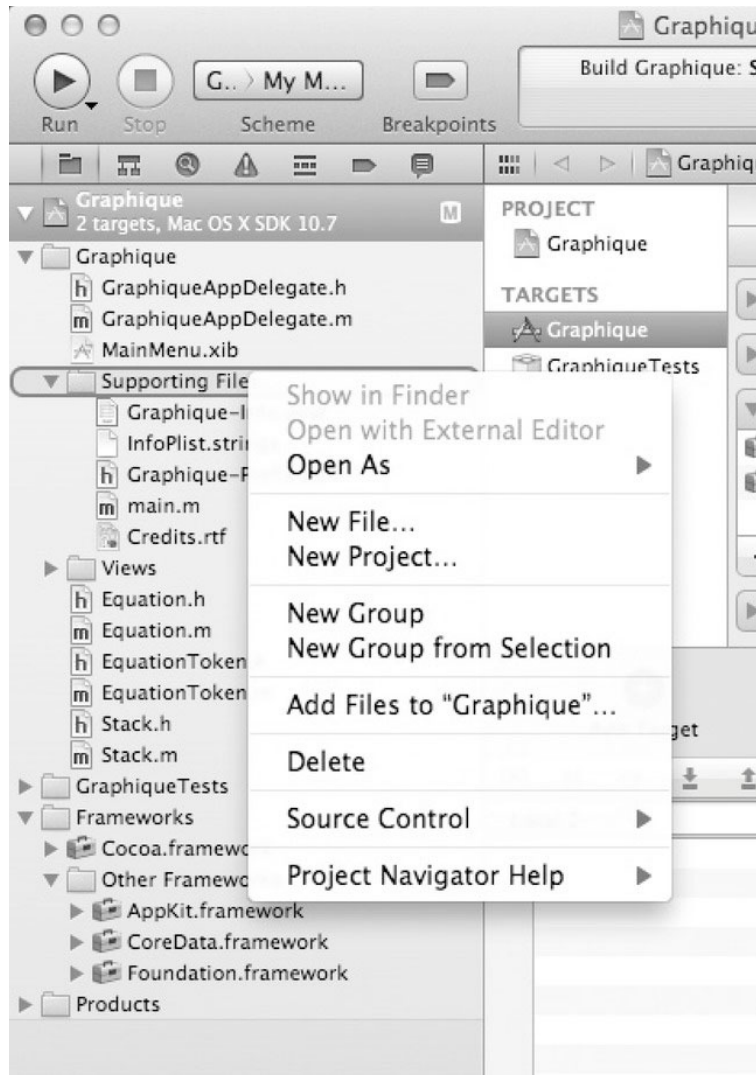 Graphiqu
Build Graphique: S
G.. 〉 My M...
Run Stop Scheme Breakpoints
Graphiq
Graphique
2 targets, Mac OS X SDK 10.7
M
Graphique
h GraphiqueAppDelegate.h
m GraphiqueAppDelegate.m
MainMenu.xib
Supporting File
Graphique-I
InfoPlist.strin
h Graphique-P
m main.m
Credits.rtf
Views
h Equation.h
m Equation.m
h EquationToken
m EquationToken
h Stack.h
m Stack.m
GraphiqueTests
Frameworks
Cocoa.framewo
Other Framewo
AppKit.framework
CoreData.framework
Foundation.framework
Products
PROJECT
Graphique
TARGETS
Graphique
GraphiqueTests
Show in Finder
Open with External Editor
Open As
New File...
New Project...
New Group
New Group from Selection
Add Files to "Graphique"...
Delete
Source Control
Project Navigator Help
get